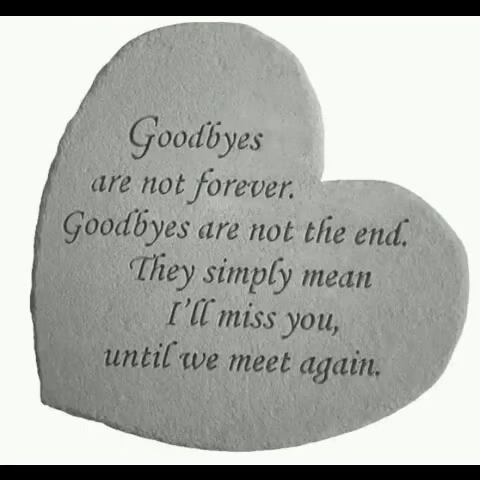 Goodbyes
are not forever.
Goodbyes are not the end.
They simply mean
I'll miss you,
until we meet again.